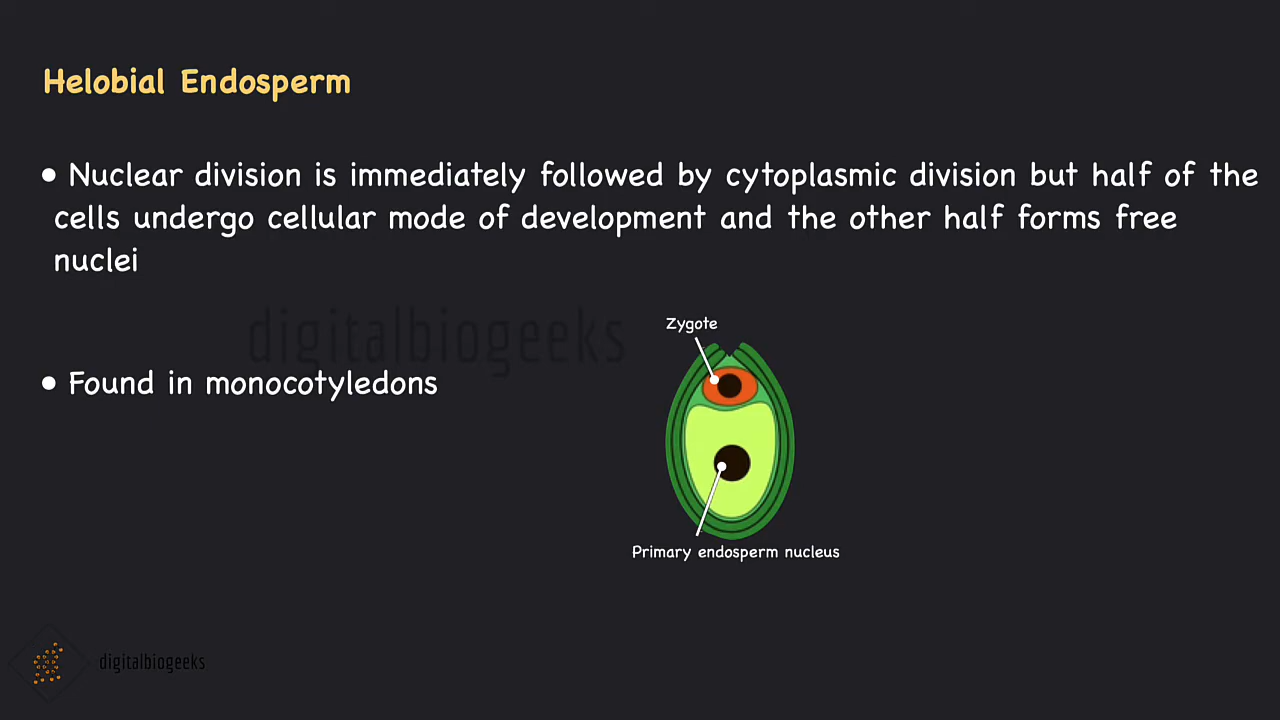 Helobial Endosperm
• Nuclear division is immediately followed by cytoplasmic division but half of the
cells undergo cellular mode of development and the other half forms free
nuclei
digitalbiogeeks
Zygote
• Found in monocotyledons
Primary endosperm nucleus
digitalbiogeeks